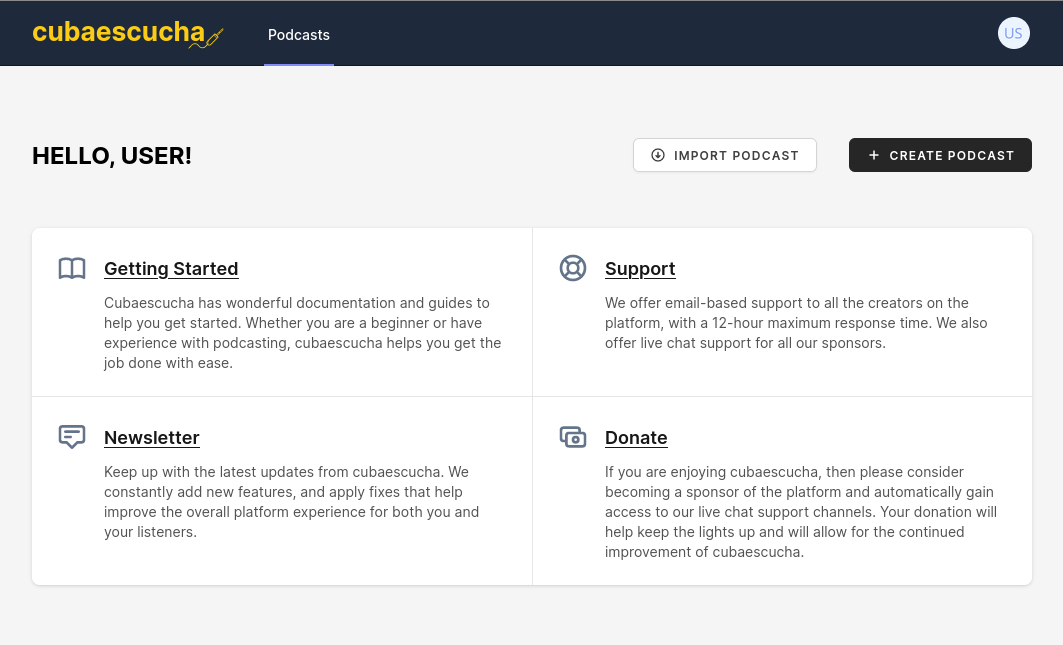 cubaescucha
Podcasts
US
HELLO, USER!
IMPORT PODCAST
CREATE PODCAST
Getting Started
Cubaescucha has wonderful documentation and guides to
help you get started. Whether you are a beginner or have
experience with podcasting, cubaescucha helps you get the
job done with ease.
Support
We offer email-based support to all the creators on the
platform, with a 12-hour maximum response time. We also
offer live chat support for all our sponsors.
Newsletter
Keep up with the latest updates from cubaescucha. We
constantly add new features, and apply fixes that help
improve the overall platform experience for both you and
your listeners.
Donate
If you are enjoying cubaescucha, then please consider
becoming a sponsor of the platform and automatically gain
access to our live chat support channels. Your donation will
help keep the lights up and will allow for the continued
improvement of cubaescucha.